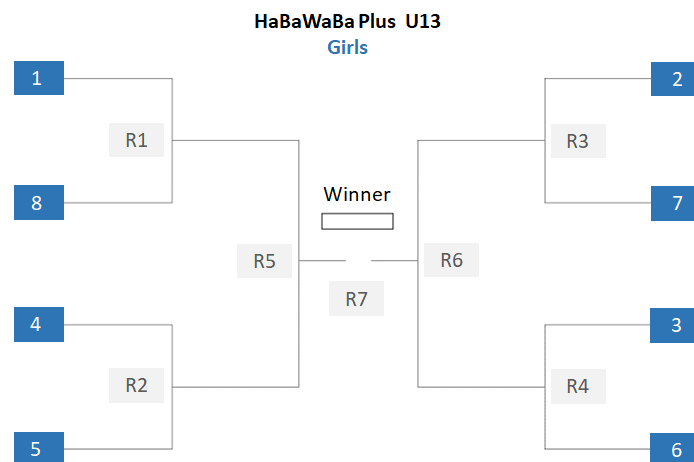 HaBaWaBa Plus U13
Girls
1
2
R1
R3
Winner
8
7
R5
R6
R7
4
3
R2
R4
5
6